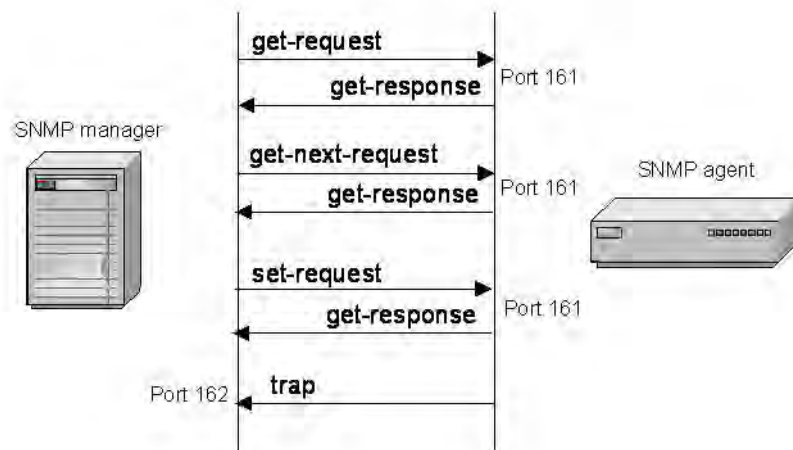 get-request
Port 161
get-response
SNMP manager
get-next-request
SNMP agent
Port 161
get-response
set-request
Port 161
get-response
Port 162
trap